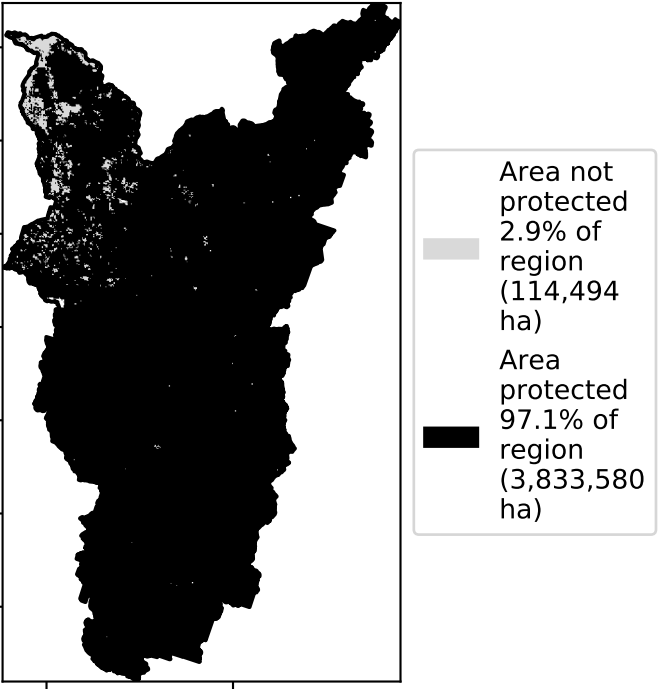 Area not
protected
2.9% of
region
(114,494
ha)
Area
protected
97.1% of
region
(3,833,580
ha)